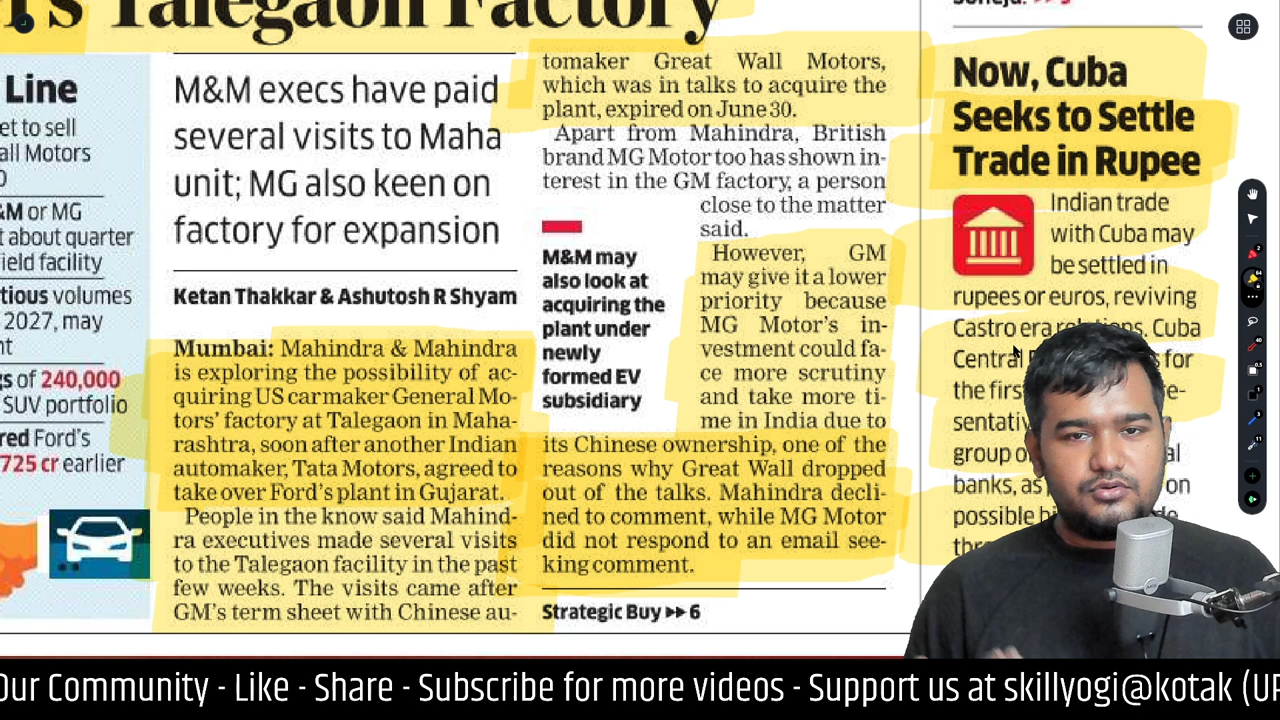 's Talegaon Factory
Line
et to sell
all Motors
M or MG
t about quarter
ield facility
tious volumes
2027, may
nt
gs of 240,000
SUV portfolio
red Ford's
725 cr earlier
M&M execs have paid
several visits to Maha
unit; MG also keen on
factory for expansion
Ketan Thakkar & Ashutosh R Shyam
Mumbai: Mahindra & Mahindra
is exploring the possibility of ac-
quiring US carmaker General Mo-
tors' factory at Talegaon in Maha-
rashtra, soon after another Indian
automaker, Tata Motors, agreed to
take over Ford's plant in Gujarat.
People in the know said Mahind-
ra executives made several visits
to the Talegaon facility in the past
few weeks. The visits came after
GM's term sheet with Chinese au-
tomaker Great Wall Motors,
which was in talks to acquire the
plant, expired on June 30.
Apart from Mahindra, British
brand MG Motor too has shown in-
terest in the GM factory, a person
close to the matter
said.
However, GM
may give it a lower
priority because
MG Motor's in-
vestment could fa-
ce more scrutiny
and take more ti-
me in India due to
its Chinese ownership, one of the
reasons why Great Wall dropped
out of the talks. Mahindra decli-
ned to comment, while MG Motor
did not respond to an email see-
king comment.
M&M may
also look at
acquiring the
plant under
newly
formed EV
subsidiary
Strategic Buy ▸▸ 6
Now, Cuba
Seeks to Settle
Trade in Rupee
Indian trade
with Cuba may
be settled in
rupees or euros, reviving
Castro era relations. Cuba
Central for
the first
group
banks, as on
possible
Our Community - Like - Share - Subscribe for more videos - Support us at skillyogi@kotak (UP